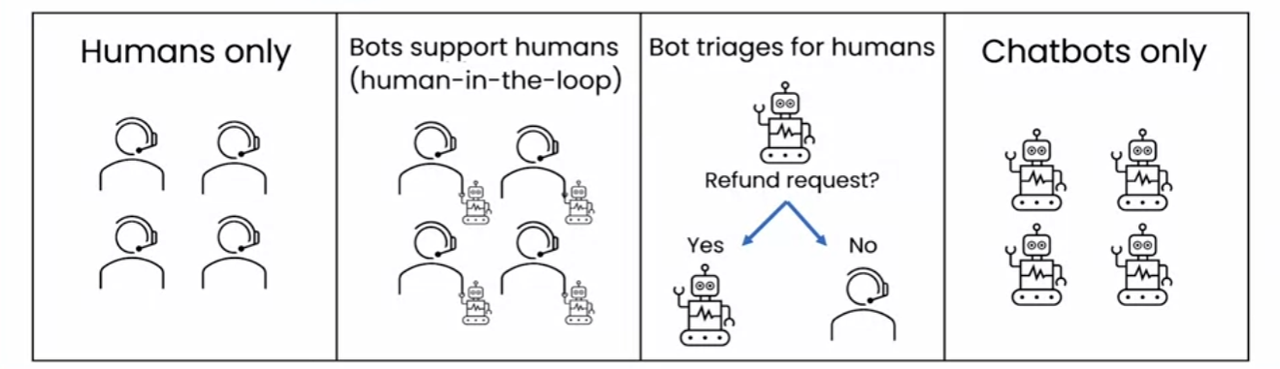 Humans only
Bots support humans
(human-in-the-loop)
Bot triages for humans
Refund request?
Yes
No
Chatbots only